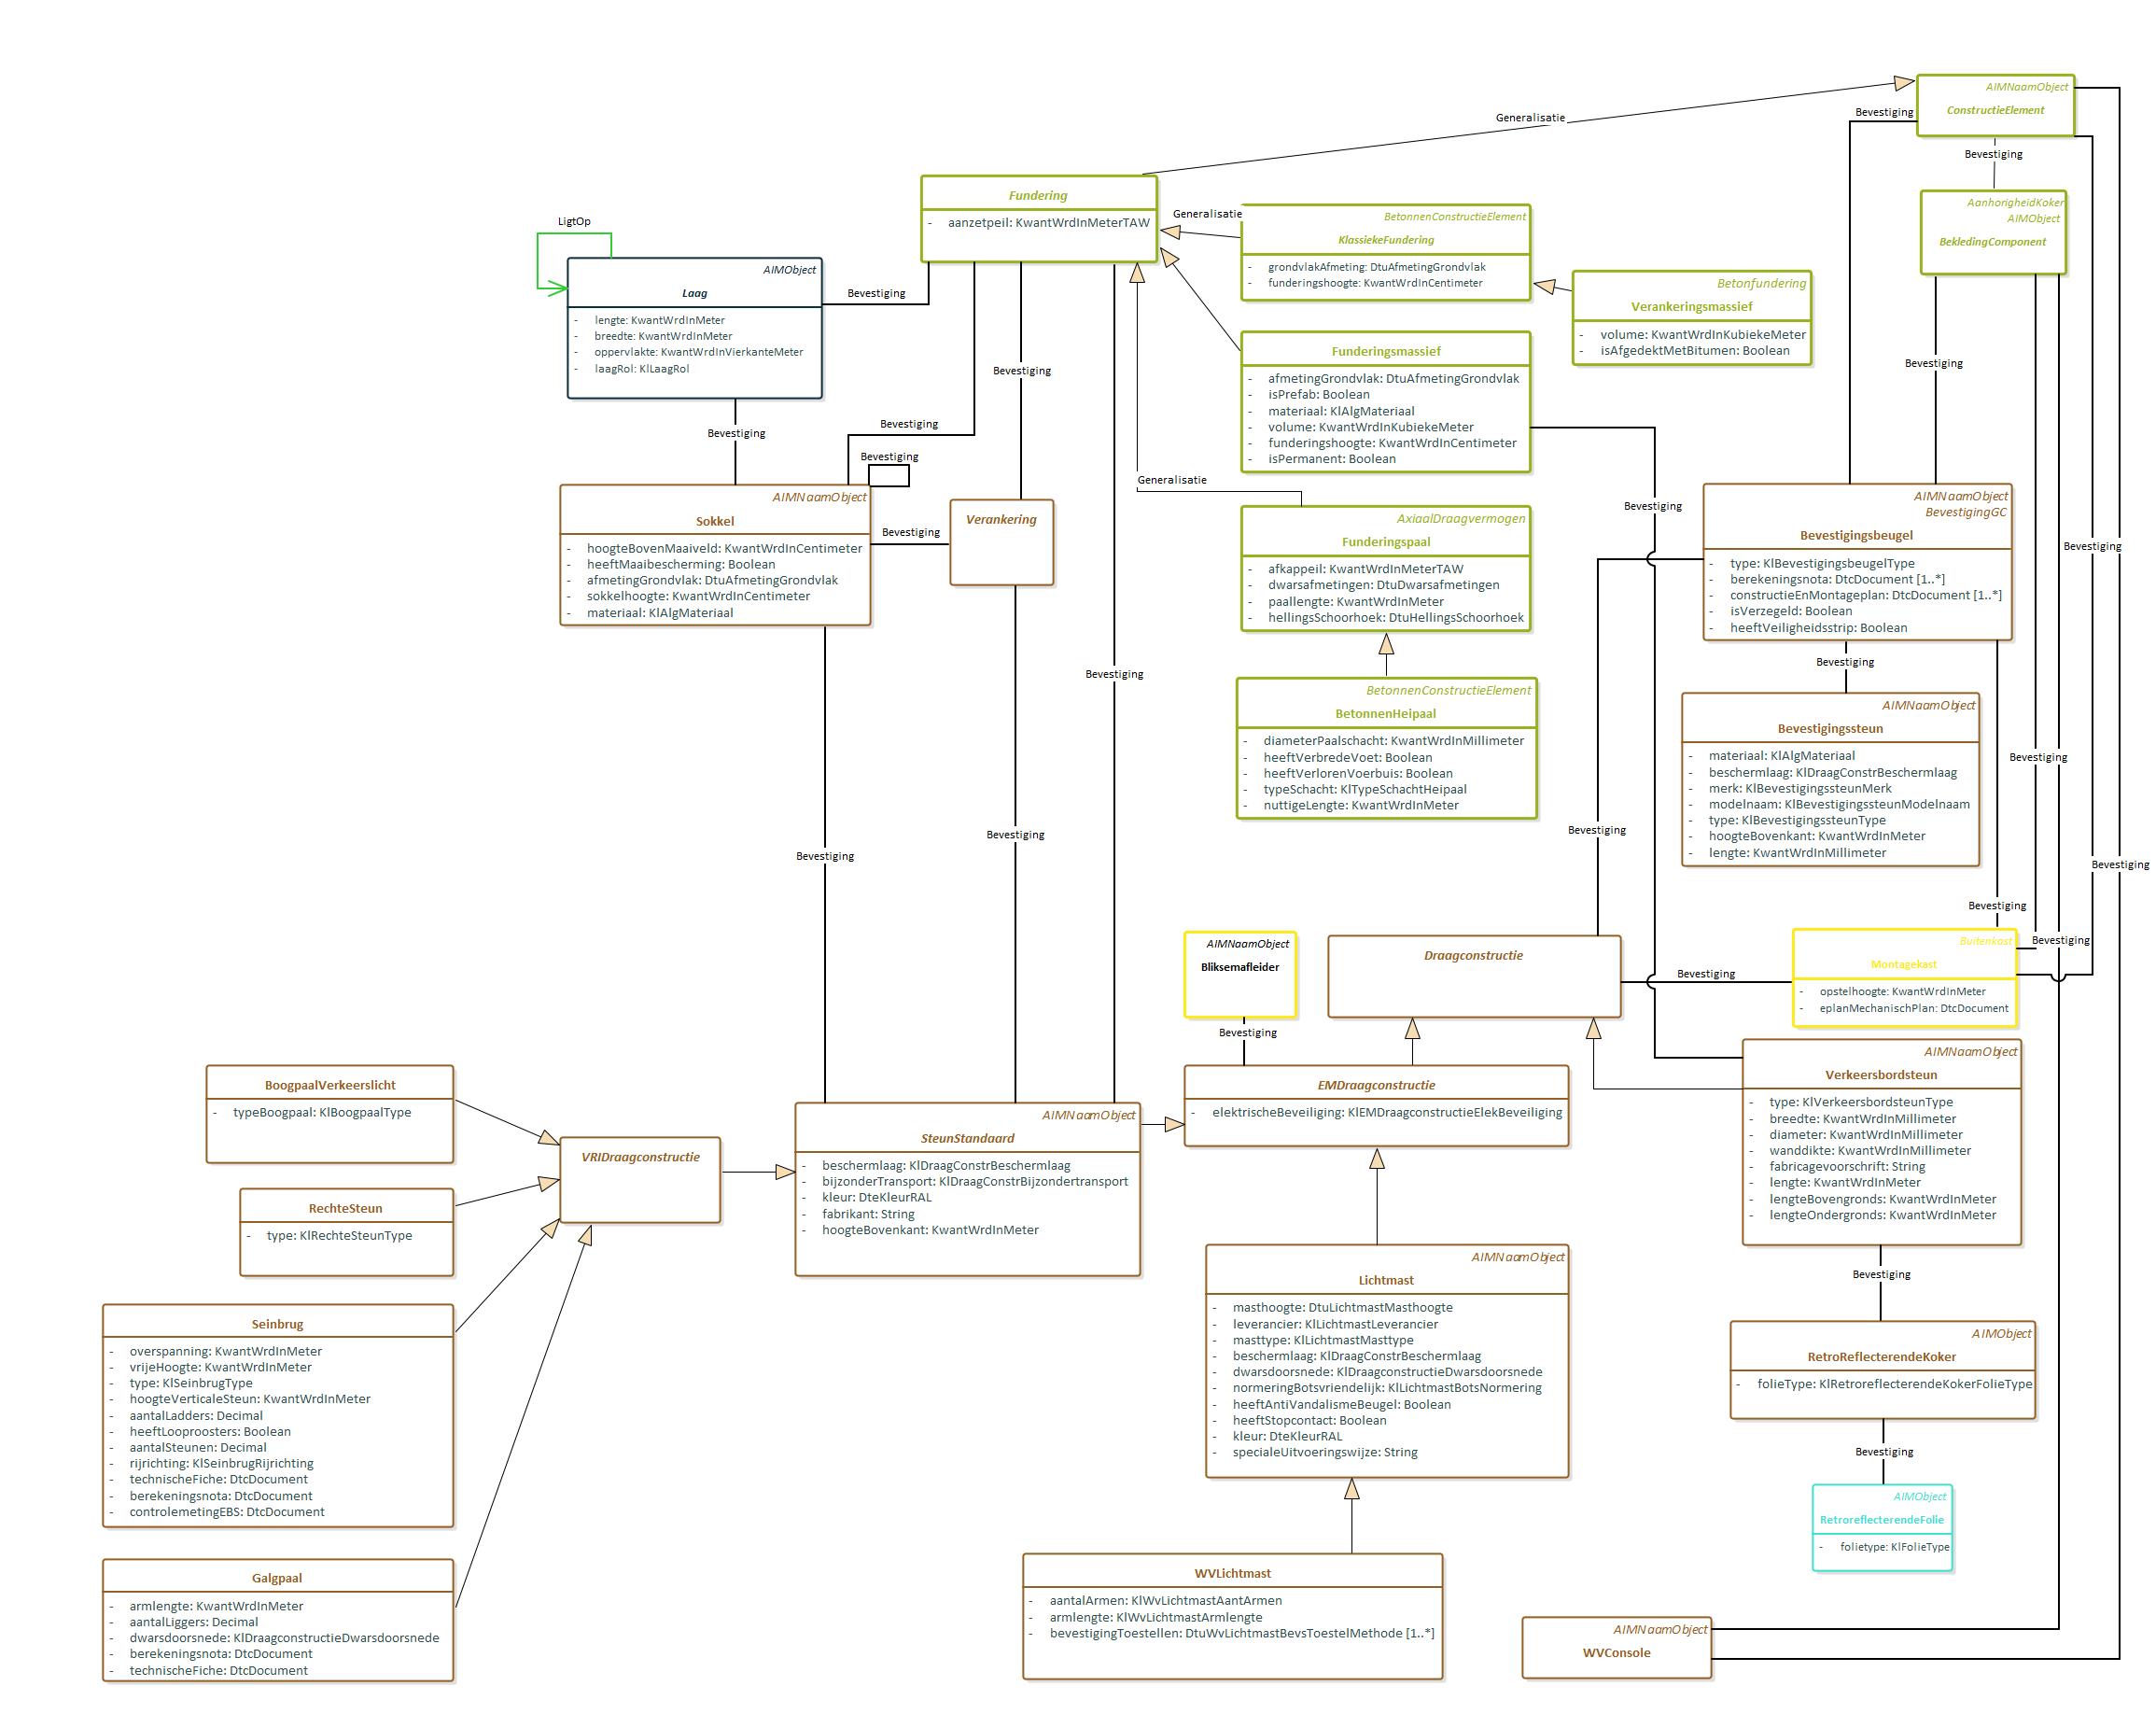 AIMNaamObject
ConstructieElement
Generalisatie
Bevestiging
Bevestiging
AanhorigheidKoker
AIMObject
BekledingComponent
Fundering
- aanzetpeil: KwantWrdInMeterTAW
Generalisatie
BetonnenConstructieElement
KlassiekeFundering
- grondvlakAfmeting: DtuAfmetingGrondvlak
- funderingshoogte: KwantWrdInCentimeter
LigtOp
AIMObject
Laag
- lengte: KwantWrdInMeter
- breedte: KwantWrdInMeter
- oppervlakte: KwantWrdInVierkanteMeter
- laagRol: KlLaagRol
Bevestiging
Betonfundering
Verankeringsmassief
- volume: KwantWrdInKubiekeMeter
- isAfgedektMetBitumen: Boolean
Funderingsmassief
- afmetingGrondvlak: DtuAfmetingGrondvlak
- isPrefab: Boolean
- materiaal: KlAlgMateriaal
- volume: KwantWrdInKubiekeMeter
- funderingshoogte: KwantWrdInCentimeter
- isPermanent: Boolean
Bevestiging
Bevestiging
Bevestiging
Bevestiging
Bevestiging
Generalisatie
AIMNaamObject
Sokkel
- hoogteBovenMaaiveld: KwantWrdInCentimeter
- heeftMaaibescherming: Boolean
- afmetingGrondvlak: DtuAfmetingGrondvlak
- sokkelhoogte: KwantWrdInCentimeter
- materiaal: KlAlgMateriaal
Bevestiging
Verankering
AxiaalDraagvermogen
Funderingspaal
- afkappeil: KwantWrdInMeterTAW
- dwarsafmetingen: DtuDwarsafmetingen
- paallengte: KwantWrdInMeter
- hellingsSchoorhoek: DtuHellingsSchoorhoek
Bevestiging
AIMNaamObject
BevestigingGC
Bevestigingsbeugel
- type: KlBevestigingsbeugelType
- berekeningsnota: DtcDocument [1..*]
- constructieEnMontageplan: DtcDocument [1..*]
- isVerzegeld: Boolean
- heeftVeiligheidsstrip: Boolean
Bevestiging
Bevestiging
Bevestiging
BetonnenConstructieElement
BetonnenHeipaal
- diameterPaalschacht: KwantWrdInMillimeter
- heeftVerbredeVoet: Boolean
- heeftVerlorenVoerbuis: Boolean
- typeSchacht: KlTypeSchachtHeipaal
- nuttigeLengte: KwantWrdInMeter
AIMNaamObject
Bevestigingssteun
- materiaal: KlAlgMateriaal
- beschermlaag: KlDraagConstrBeschermlaag
- merk: KlBevestigingssteunMerk
- modelnaam: KlBevestigingssteunModelnaam
- type: KlBevestigingssteunType
- hoogteBovenkant: KwantWrdInMeter
- lengte: KwantWrdInMillimeter
Bevestiging
Bevestiging
Bevestiging
Bevestiging
Bevestiging
Bevestiging
Bevestiging
AIMNaamObject
Bliksemafleider
Bevestiging
Draagconstructie
Bevestiging
Buitenkast
Montagekast
- opstelhoogte: KwantWrdInMeter
- eplanMechanischPlan: DtcDocument
BoogpaalVerkeerslicht
- typeBoogpaal: KlBoogpaalType
RechteSteun
- type: KlRechteSteunType
VRIDraagconstructie
AIMNaamObject
SteunStandaard
- beschermlaag: KlDraagConstrBeschermlaag
- bijzonderTransport: KlDraagConstrBijzondertransport
- kleur: DteKleurRAL
- fabrikant: String
- hoogteBovenkant: KwantWrdInMeter
EMDraagconstructie
- elektrischeBeveiliging: KlEMDraagconstructieElekBeveiliging
AIMNaamObject
Verkeersbordsteun
- type: KlVerkeersbordsteunType
- breedte: KwantWrdInMillimeter
- diameter: KwantWrdInMillimeter
- wanddikte: KwantWrdInMillimeter
- fabricagevoorschrift: String
- lengte: KwantWrdInMeter
- lengteBovengronds: KwantWrdInMeter
- lengteOndergronds: KwantWrdInMeter
Bevestiging
Seinbrug
- overspanning: KwantWrdInMeter
- vrijeHoogte: KwantWrdInMeter
- type: KlSeinbrugType
- hoogteVerticaleSteun: KwantWrdInMeter
- aantalLadders: Decimal
- heeftLooproosters: Boolean
- aantalSteunen: Decimal
- rijrichting: KlSeinbrugRijrichting
- technischeFiche: DtcDocument
- berekeningsnota: DtcDocument
- controlemetingEBS: DtcDocument
AIMNaamObject
Lichtmast
- masthoogte: DtuLichtmastMasthoogte
- leverancier: KlLichtmastLeverancier
- masttype: KlLichtmastMasttype
- beschermlaag: KlDraagConstrBeschermlaag
- dwarsdoorsnede: KlDraagconstructieDwarsdoorsnede
- normeringBotsvriendelijk: KlLichtmastBotsNormering
- heeftAntiVandalismeBeugel: Boolean
- heeftStopcontact: Boolean
- kleur: DteKleurRAL
- specialeUitvoeringswijze: String
AIMObject
RetroReflecterendeKoker
- folieType: KlRetroreflecterendeKokerFolieType
Bevestiging
AIMObject
RetroreflecterendeFolie
- folietype: KlFolieType
Galgpaal
- armlengte: KwantWrdInMeter
- aantalLiggers: Decimal
- dwarsdoorsnede: KlDraagconstructieDwarsdoorsnede
- berekeningsnota: DtcDocument
- technischeFiche: DtcDocument
WVLichtmast
- aantalArmen: KlWvLichtmastAantArmen
- armlengte: KlWvLichtmastArmlengte
- bevestigingToestellen: DtuWvLichtmastBevsToestelMethode [1..*]
AIMNaamObject
WVConsole